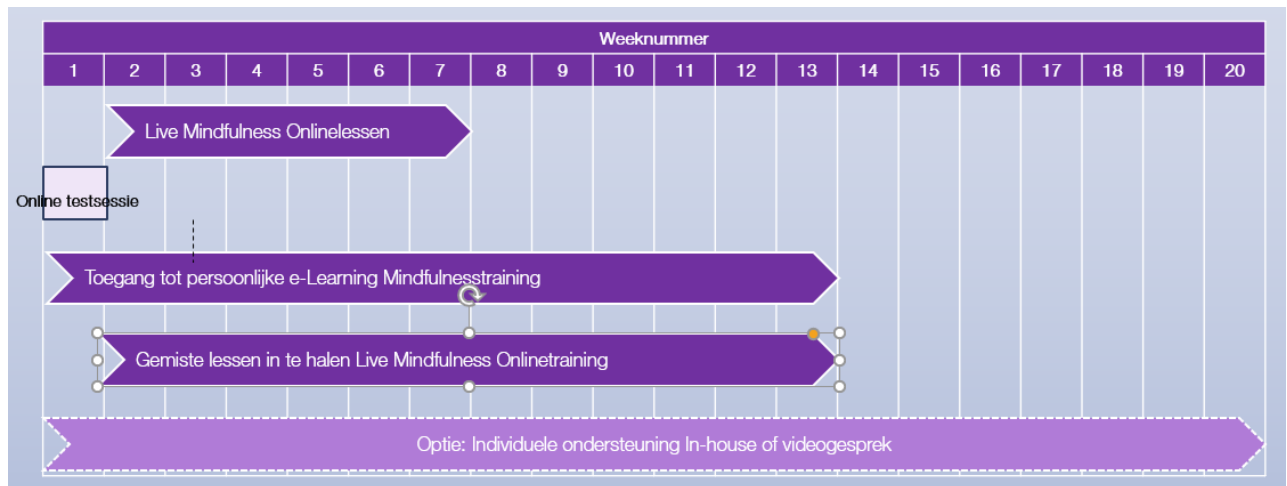 Weeknummer
1 2 3 4 5 6 7 8 9 10 11 12 13 14 15 16 17 18 19 20
Live Mindfulness Onlinelessen
Online testsessie
Toegang tot persoonlijke e-Learning Mindfulnesstraining
Gemiste lessen in te halen Live Mindfulness Onlinetraining
Optie: Individuele ondersteuning In-house of videogesprek